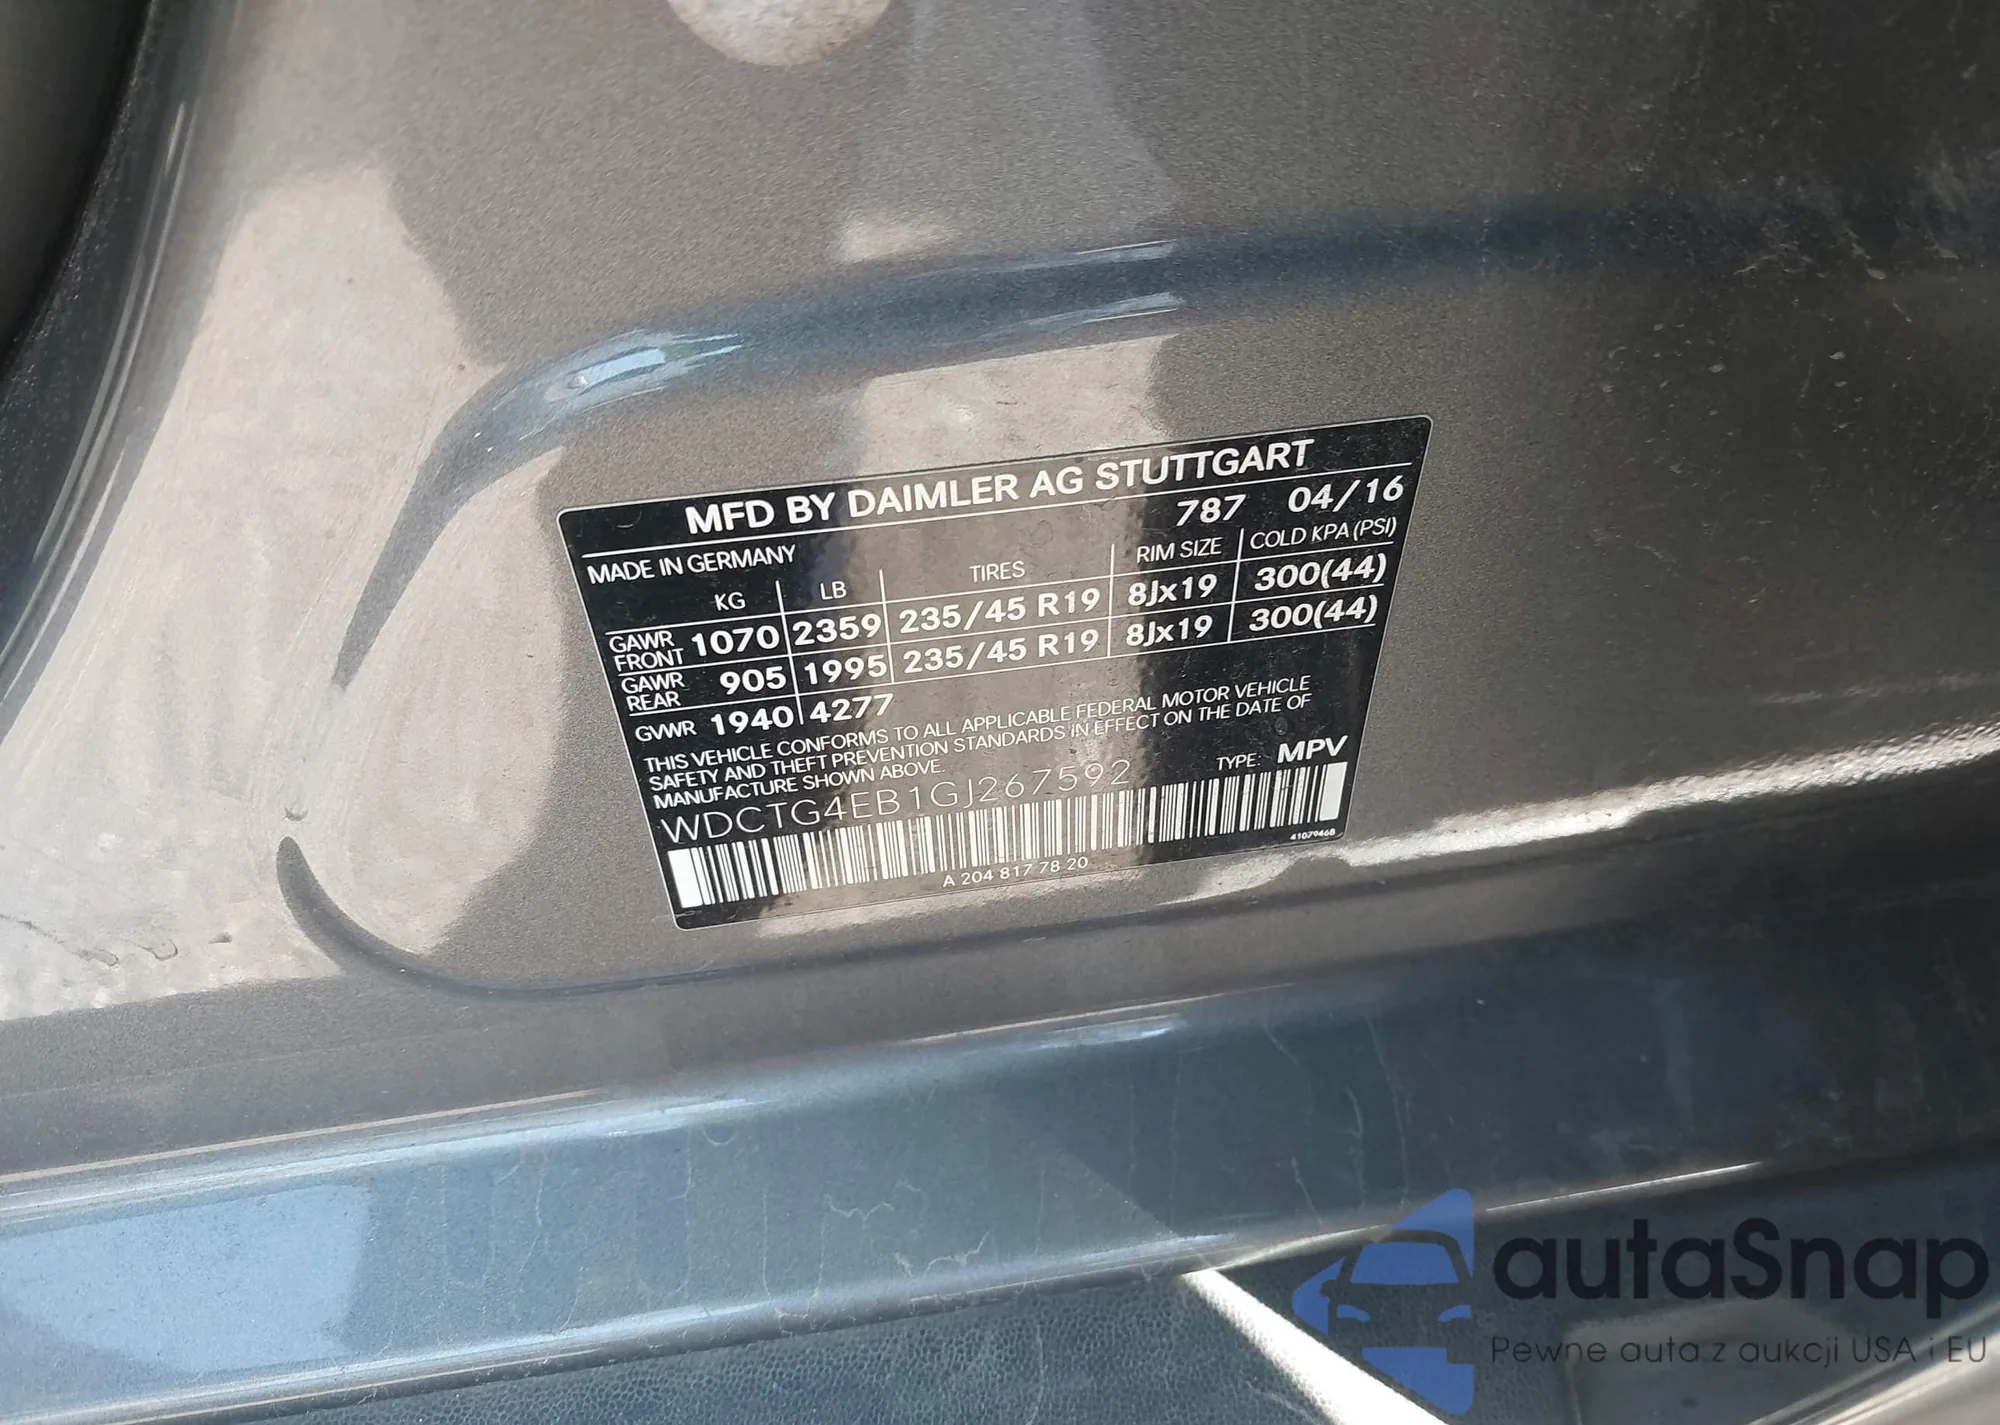 MFD BY DAIMLER AG STUTTGART
787 04/16
MADE IN GERMANY
KG LB TIRES RIM SIZE COLD KPA (PSI)
GAWR FRONT 1070 2359 235/45 R19 8Jx19 300(44)
GAWR REAR 905 1995 235/45 R19 8Jx19 300(44)
GVWR 1940 4277
THIS VEHICLE CONFORMS TO ALL APPLICABLE FEDERAL MOTOR VEHICLE
SAFETY AND THEFT PREVENTION STANDARDS IN EFFECT ON THE DATE OF
MANUFACTURE SHOWN ABOVE.
TYPE: MPV
WDCTG4EB1GJ267592
41079468
A 204 817 78 20
autaSnap
Pewne auta z aukcji USA i EU